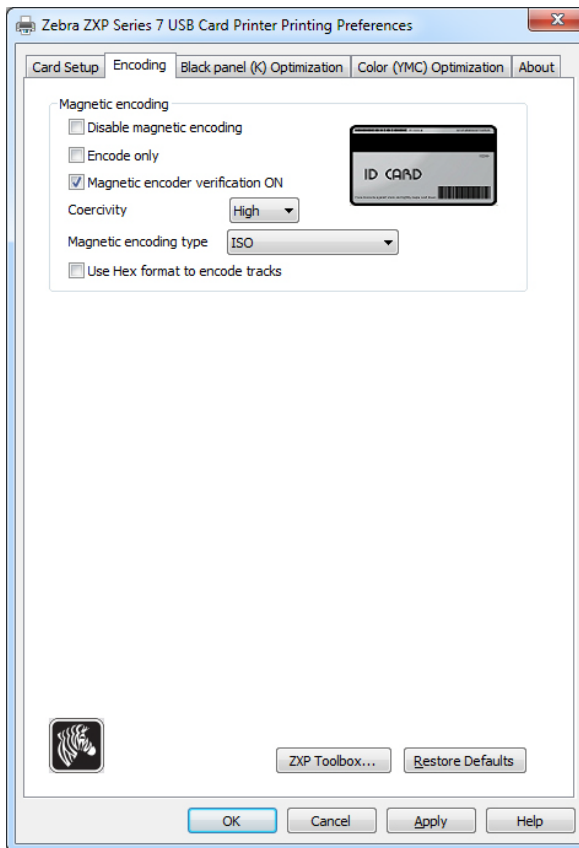 Zebra ZXP Series 7 USB Card Printer Printing Preferences
Card Setup Encoding Black panel (K) Optimization Color (YMC) Optimization About
Magnetic encoding
Disable magnetic encoding
Encode only
Magnetic encoder verification ON
ID CARD
Coercivity High
Magnetic encoding type ISO
Use Hex format to encode tracks
ZXP Toolbox... Restore Defaults
OK Cancel Apply Help